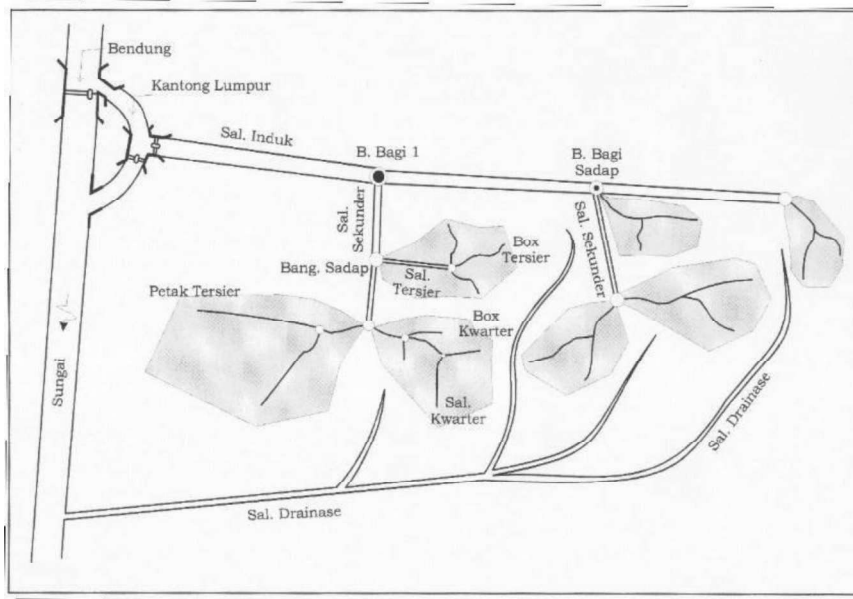 Bendung
Kantong Lumpur
Sal. Induk
B. Bagi 1
B. Bagi
Sadap
Sal.
Sekunder
Sal. Sekunder
Bang. Sadap
Sal.
Tersier
Box
Tersier
Petak Tersier
Box
Kwarter
Sal.
Kwarter
Sungai
Sal. Drainase
Sal. Drainase